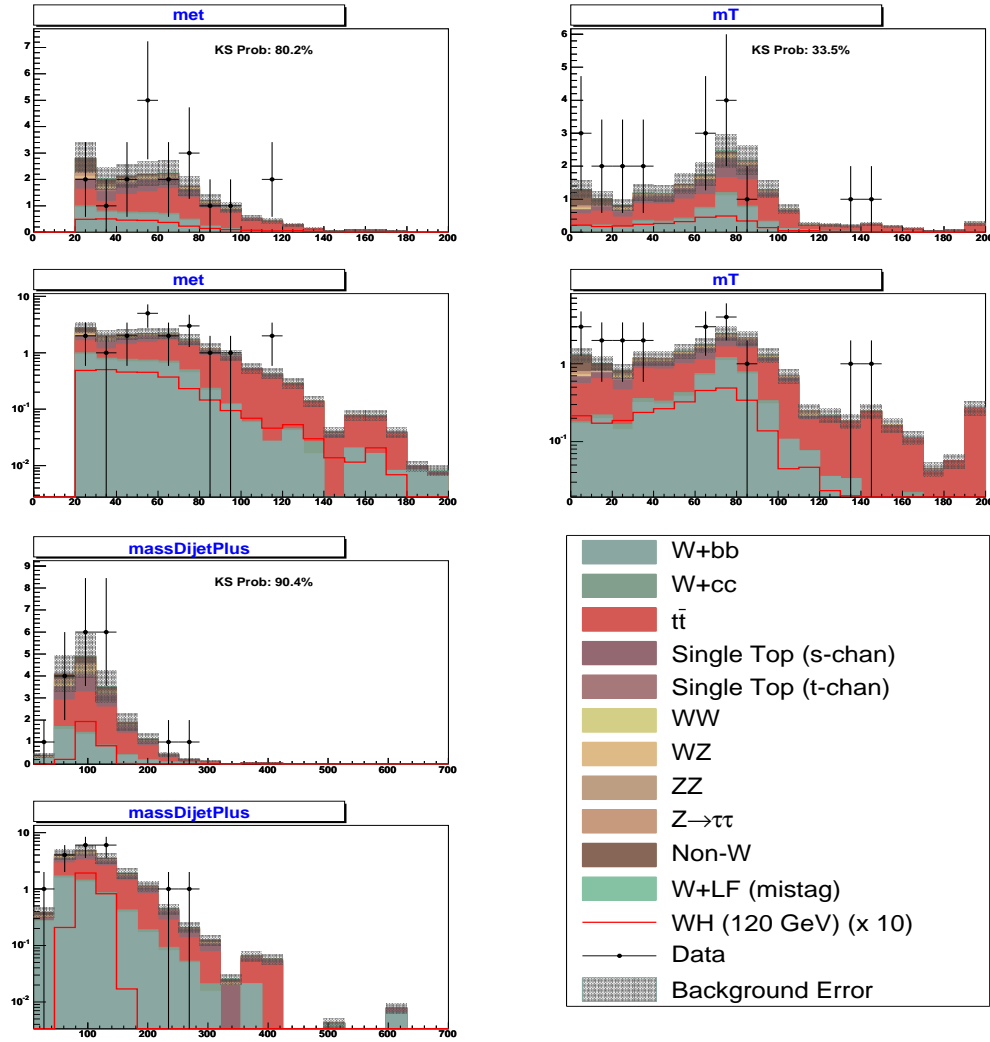 met
KS Prob: 80.2%
7
6
5
4
3
2
1
0
0 20 40 60 80 100 120 140 160 180 200
mT
KS Prob: 33.5%
6
5
4
3
2
1
0
0 20 40 60 80 100 120 140 160 180 200
met
10
1
10⁻¹
10⁻²
0 20 40 60 80 100 120 140 160 180 200
mT
1
10⁻¹
0 20 40 60 80 100 120 140 160 180 200
massDijetPlus
KS Prob: 90.4%
9
8
7
6
5
4
3
2
1
0
100 200 300 400 500 600 700
massDijetPlus
10
1
10⁻¹
10⁻²
100 200 300 400 500 600 700
W+bb
W+cc
tt̄
Single Top (s-chan)
Single Top (t-chan)
WW
WZ
ZZ
Z→ττ
Non-W
W+LF (mistag)
WH (120 GeV) (x 10)
Data
Background Error